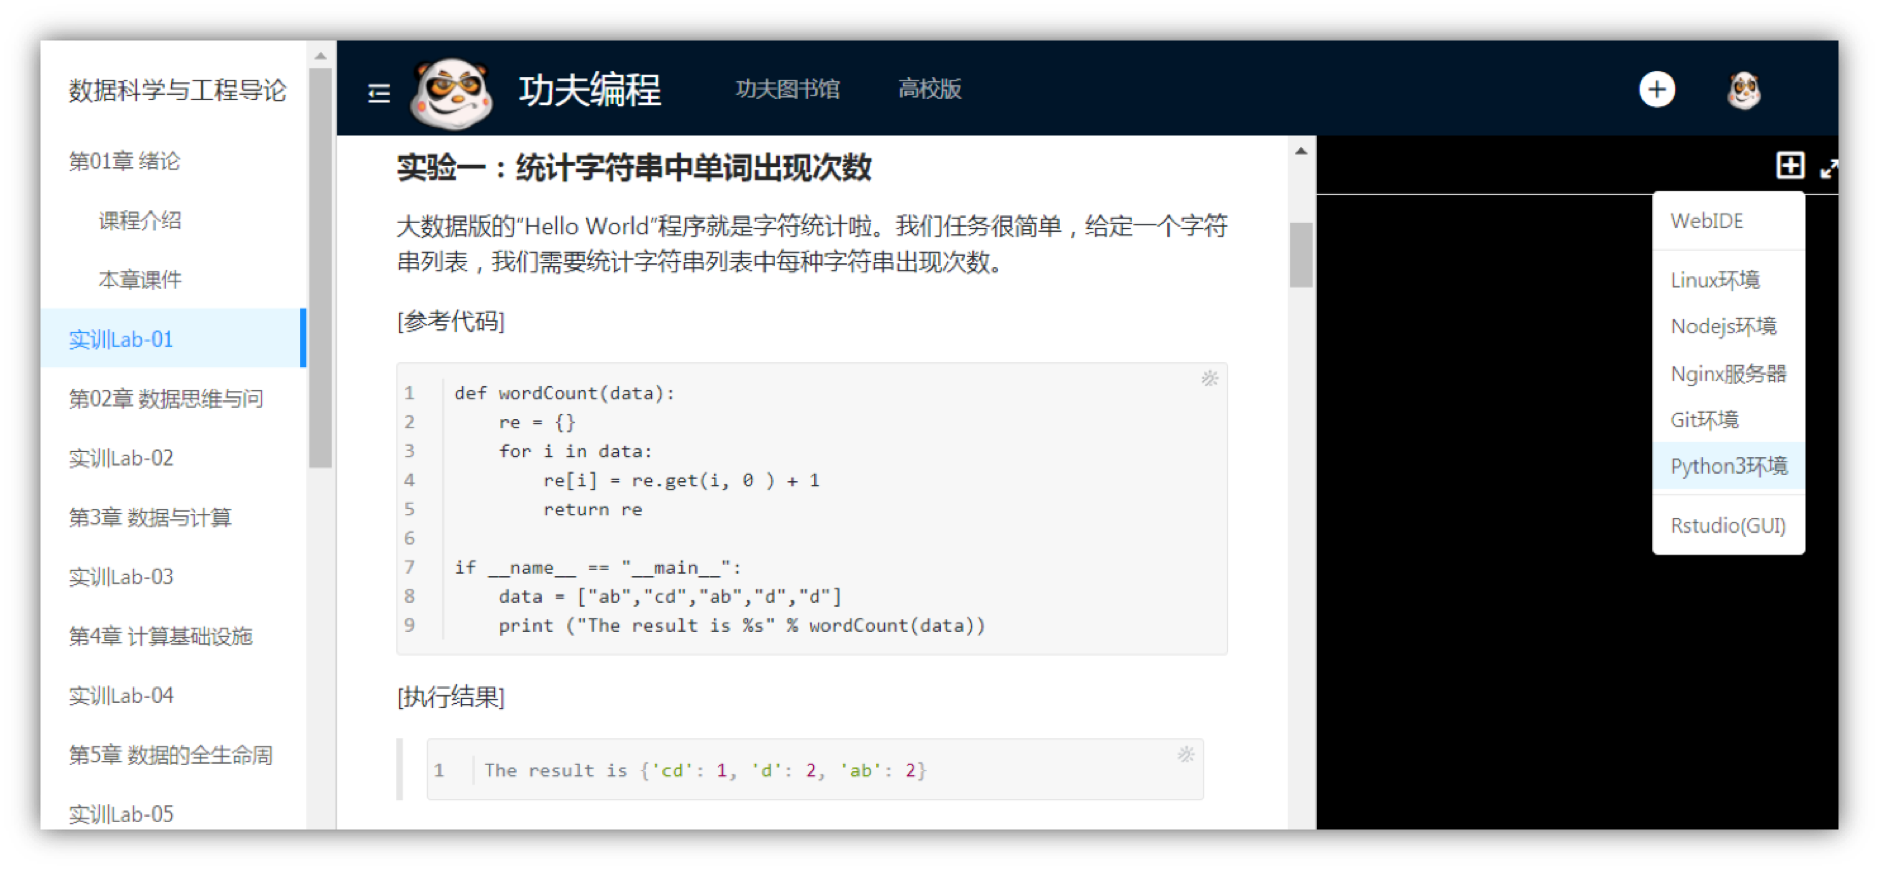 数据科学与工程导论
第01章 绪论
课程介绍
本章课件
实训Lab-01
第02章 数据思维与问
实训Lab-02
第3章 数据与计算
实训Lab-03
第4章 计算基础设施
实训Lab-04
第5章 数据的全生命周
实训Lab-05
功夫编程
功夫图书馆
高校版
实验一：统计字符串中单词出现次数
大数据版的“Hello World”程序就是字符统计啦。我们任务很简单，给定一个字符
串列表，我们需要统计字符串列表中每种字符串出现次数。
[参考代码]
1 def wordCount(data):
2     re = {}
3     for i in data:
4         re[i] = re.get(i, 0 ) + 1
5         return re
6
7 if __name__ == "__main__":
8     data = ["ab","cd","ab","d","d"]
9     print ("The result is %s" % wordCount(data))
[执行结果]
1 The result is {'cd': 1, 'd': 2, 'ab': 2}
WebIDE
Linux环境
Nodejs环境
Nginx服务器
Git环境
Python3环境
Rstudio(GUI)